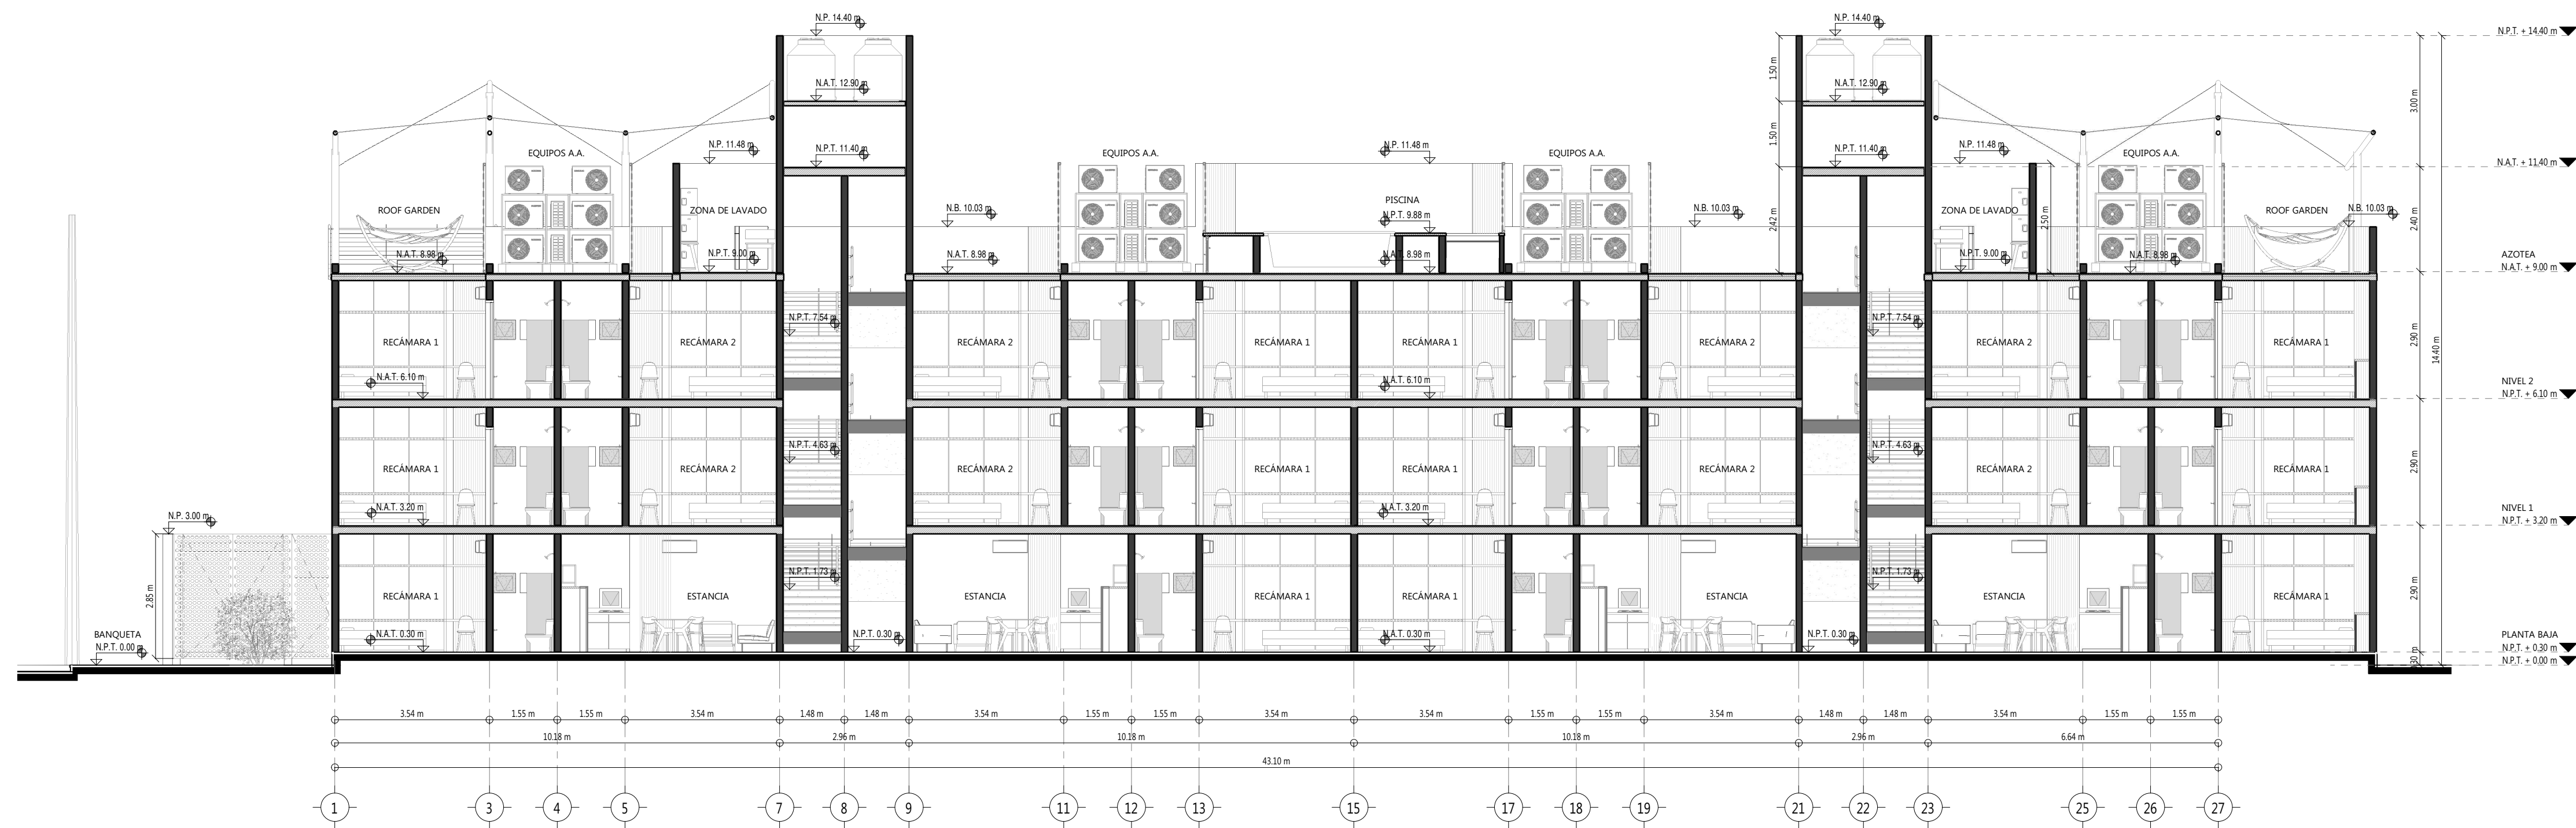 N.P. 14.40 m
N.P. 14.40 m
N.P.T. + 14.40 m
1.50 m
N.A.T. 12.90 m
N.A.T. 12.90 m
3.00 m
N.P. 11.48 m
N.P.T. 11.40 m
N.P. 11.48 m
1.50 m
N.P.T. 11.40 m
N.P. 11.48 m
N.A.T. + 11.40 m
EQUIPOS A.A.
EQUIPOS A.A.
EQUIPOS A.A.
EQUIPOS A.A.
ROOF GARDEN
ZONA DE LAVADO
N.B. 10.03 m
PISCINA
N.P.T. 9.88 m
N.B. 10.03 m
2.42 m
ZONA DE LAVADO
2.50 m
ROOF GARDEN
N.B. 10.03 m
2.40 m
N.A.T. 8.98 m
N.P.T. 9.00 m
N.A.T. 8.98 m
N.A.T. 8.98 m
N.P.T. 9.00 m
N.A.T. 8.98 m
AZOTEA
N.A.T. + 9.00 m
N.P.T. 7.54 m
N.P.T. 7.54 m
RECÁMARA 1
RECÁMARA 2
RECÁMARA 2
RECÁMARA 1
RECÁMARA 1
RECÁMARA 2
RECÁMARA 2
RECÁMARA 1
2.90 m
14.40 m
N.A.T. 6.10 m
N.A.T. 6.10 m
NIVEL 2
N.P.T. + 6.10 m
N.P.T. 4.63 m
N.P.T. 4.63 m
RECÁMARA 1
RECÁMARA 2
RECÁMARA 2
RECÁMARA 1
RECÁMARA 1
RECÁMARA 2
RECÁMARA 2
RECÁMARA 1
2.90 m
N.A.T. 3.20 m
N.A.T. 3.20 m
NIVEL 1
N.P.T. + 3.20 m
N.P. 3.00 m
2.85 m
N.P.T. 1.73 m
N.P.T. 1.73 m
RECÁMARA 1
ESTANCIA
ESTANCIA
RECÁMARA 1
RECÁMARA 1
ESTANCIA
ESTANCIA
RECÁMARA 1
2.90 m
BANQUETA
N.P.T. 0.00 m
N.A.T. 0.30 m
N.P.T. 0.30 m
N.A.T. 0.30 m
N.P.T. 0.30 m
0.30 m
PLANTA BAJA
N.P.T. + 0.30 m
N.P.T. + 0.00 m
3.54 m 1.55 m 1.55 m 3.54 m 1.48 m 1.48 m 3.54 m 1.55 m 1.55 m 3.54 m 3.54 m 1.55 m 1.55 m 3.54 m 1.48 m 1.48 m 3.54 m 1.55 m 1.55 m
10.18 m 2.96 m 10.18 m 10.18 m 2.96 m 6.64 m
43.10 m
1 3 4 5 7 8 9 11 12 13 15 17 18 19 21 22 23 25 26 27